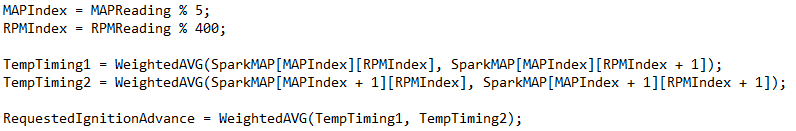 MAPIndex = MAPReading % 5;
RPMIndex = RPMReading % 400;
TempTiming1 = WeightedAVG(SparkMAP[MAPIndex][RPMIndex], SparkMAP[MAPIndex][RPMIndex + 1]);
TempTiming2 = WeightedAVG(SparkMAP[MAPIndex + 1][RPMIndex], SparkMAP[MAPIndex + 1][RPMIndex + 1]);
RequestedIgnitionAdvance = WeightedAVG(TempTiming1, TempTiming2);